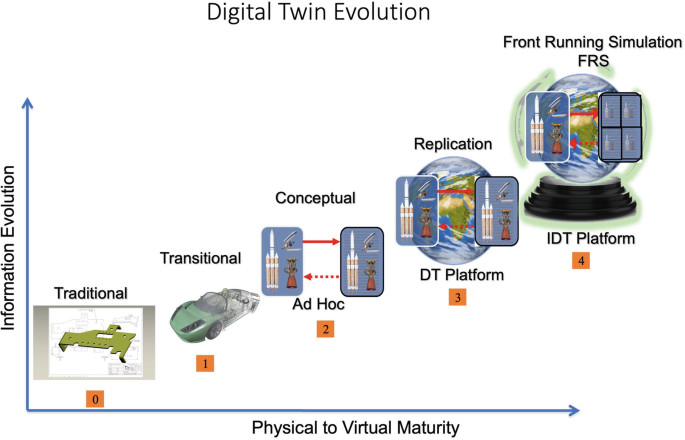 Digital Twin Evolution
Front Running Simulation
FRS
Replication
Conceptual
Transitional
Traditional
IDT Platform
4
DT Platform
3
Ad Hoc
2
1
0
Information Evolution
Physical to Virtual Maturity